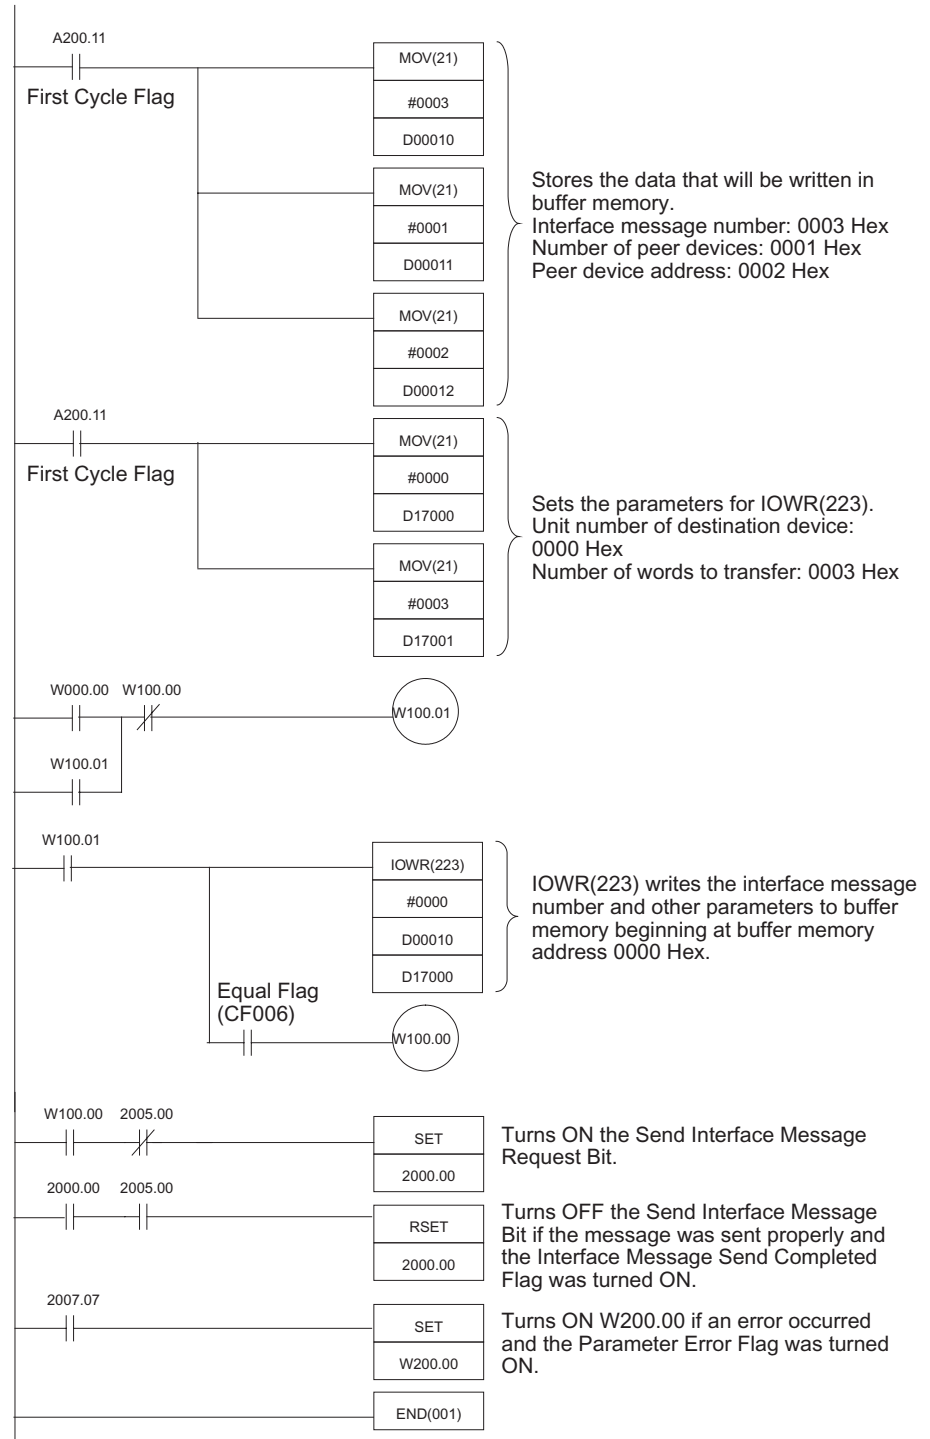 A200.11
First Cycle Flag
MOV(21)
#0003
D00010
MOV(21)
#0001
D00011
MOV(21)
#0002
D00012
Stores the data that will be written in
buffer memory.
Interface message number: 0003 Hex
Number of peer devices: 0001 Hex
Peer device address: 0002 Hex
A200.11
First Cycle Flag
MOV(21)
#0000
D17000
MOV(21)
#0003
D17001
Sets the parameters for IOWR(223).
Unit number of destination device:
0000 Hex
Number of words to transfer: 0003 Hex
W000.00 W100.00
W100.01
W100.01
W100.01
IOWR(223)
#0000
D00010
D17000
IOWR(223) writes the interface message
number and other parameters to buffer
memory beginning at buffer memory
address 0000 Hex.
Equal Flag
(CF006)
W100.00
W100.00 2005.00
SET
2000.00
Turns ON the Send Interface Message
Request Bit.
2000.00 2005.00
RSET
2000.00
Turns OFF the Send Interface Message
Bit if the message was sent properly and
the Interface Message Send Completed
Flag was turned ON.
2007.07
SET
W200.00
Turns ON W200.00 if an error occurred
and the Parameter Error Flag was turned
ON.
END(001)